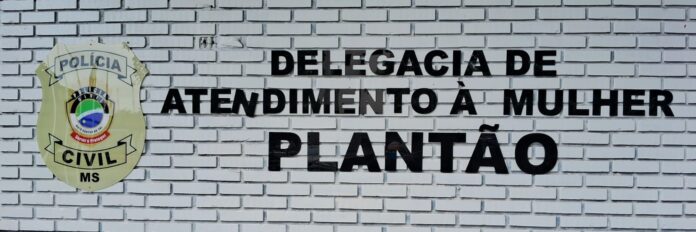 POLÍCIA
CIVIL
MS
DELEGACIA DE
ATENDIMENTO À MULHER
PLANTÃO